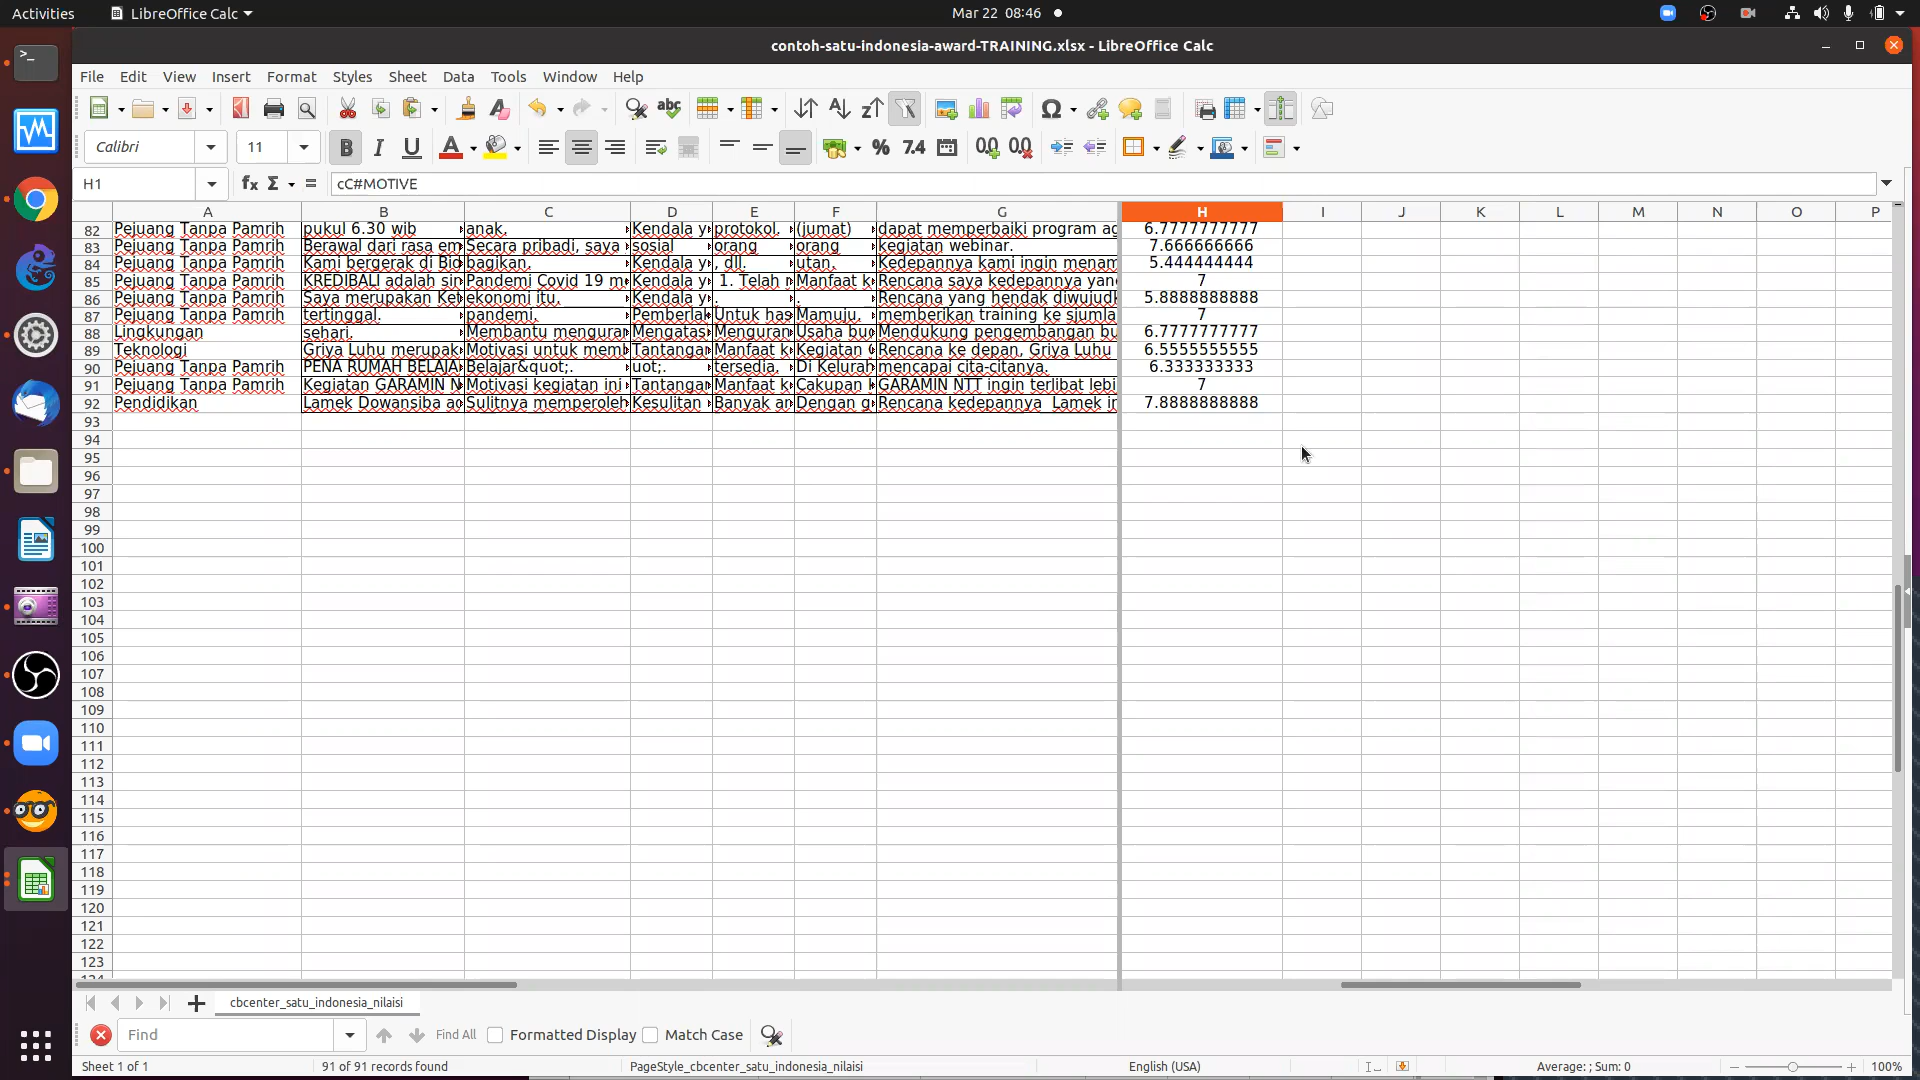 Activities
LibreOffice Calc
Mar 22 08:46
contoh-satu-indonesia-award-TRAINING.xlsx - LibreOffice Calc
File Edit View Insert Format Styles Sheet Data Tools Window Help
Calibri 11
H1 cC#MOTIVE
A B C D E F G H I J K L M N O P
82 Pejuang Tanpa Pamrih pukul 6.30 wib anak. Kendala y protokol. (jumat) dapat memperbaiki program ag 6.7777777777
83 Pejuang Tanpa Pamrih Berawal dari rasa em Secara pribadi, saya sosial orang orang kegiatan webinar. 7.666666666
84 Pejuang Tanpa Pamrih Kami bergerak di Bid bagikan. Kendala y , dll. utan. Kedepannya kami ingin menam 5.444444444
85 Pejuang Tanpa Pamrih KREDIBALI adalah sin Pandemi Covid 19 m Kendala y 1. Telah r Manfaat k Rencana saya kedepannya yan 7
86 Pejuang Tanpa Pamrih Saya merupakan Ket ekonomi itu. Kendala y . . Rencana yang hendak diwujudk 5.8888888888
87 Pejuang Tanpa Pamrih tertinggal. pandemi. Pemberlak Untuk has Mamuju. memberikan training ke sjumla 7
88 Lingkungan sehari. Membantu mengurar Mengatas Menguran Usaha bu Mendukung pengembangan bu 6.7777777777
89 Teknologi Griya Luhu merupak Motivasi untuk meml Tantangan Manfaat k Kegiatan Rencana ke depan, Griya Luhu 6.5555555555
90 Pejuang Tanpa Pamrih PENA RUMAH BELAJA Belajar&quot;. uot;. tersedia. Di Kelurah mencapai cita-citanya. 6.333333333
91 Pejuang Tanpa Pamrih Kegiatan GARAMIN N Motivasi kegiatan ini Tantangan Manfaat k Cakupan GARAMIN NTT ingin terlibat lebi 7
92 Pendidikan Lamek Dowansiba ad Sulitnya memperoleh Kesulitan Banyak an Dengan g Rencana kedepannya Lamek ir 7.8888888888
93
94
95
96
97
98
99
100
101
102
103
104
105
106
107
108
109
110
111
112
113
114
115
116
117
118
119
120
121
122
123
cbcenter_satu_indonesia_nilaisi
Find Find All Formatted Display Match Case
Sheet 1 of 1 91 of 91 records found PageStyle_cbcenter_satu_indonesia_nilaisi English (USA) Average: ; Sum: 0 100%